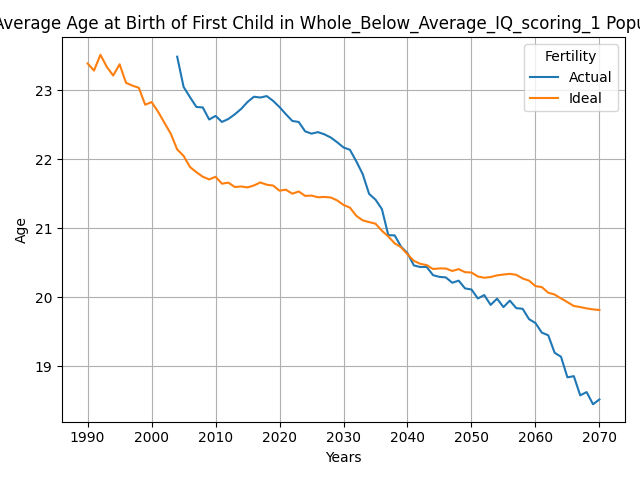 Average Age at Birth of First Child in Whole_Below_Average_IQ_scoring_1
Fertility
Actual
Ideal
Age
23
22
21
20
19
1990 2000 2010 2020 2030 2040 2050 2060 2070
Years